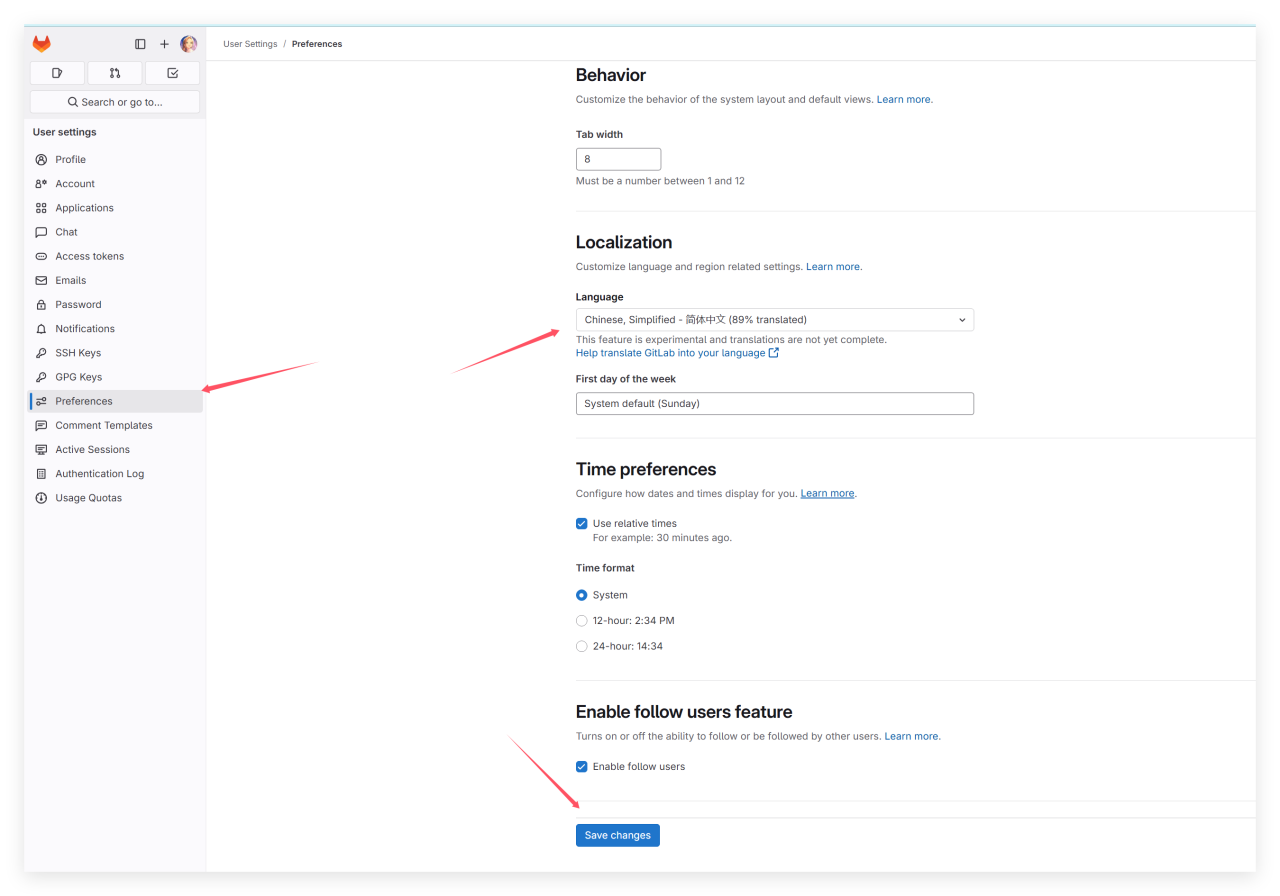 User Settings / Preferences
Search or go to...
User settings
Profile
Account
Applications
Chat
Access tokens
Emails
Password
Notifications
SSH Keys
GPG Keys
Preferences
Comment Templates
Active Sessions
Authentication Log
Usage Quotas
Behavior
Customize the behavior of the system layout and default views. Learn more.
Tab width
8
Must be a number between 1 and 12
Localization
Customize language and region related settings. Learn more.
Language
Chinese, Simplified - 简体中文 (89% translated)
This feature is experimental and translations are not yet complete.
Help translate GitLab into your language
First day of the week
System default (Sunday)
Time preferences
Configure how dates and times display for you. Learn more.
Use relative times
For example: 30 minutes ago.
Time format
System
12-hour: 2:34 PM
24-hour: 14:34
Enable follow users feature
Turns on or off the ability to follow or be followed by other users. Learn more.
Enable follow users
Save changes